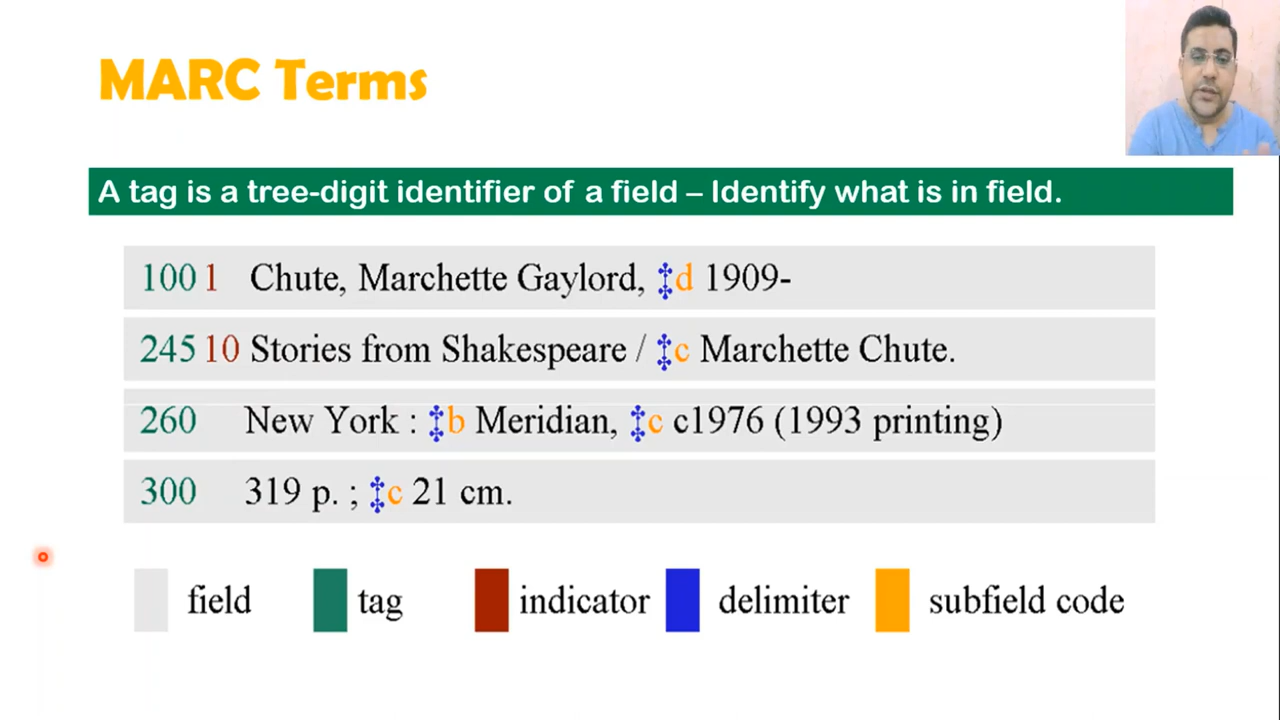 MARC Terms
A tag is a tree-digit identifier of a field – Identify what is in field.
100 1 Chute, Marchette Gaylord, ‡d 1909-
245 10 Stories from Shakespeare / ‡c Marchette Chute.
260 New York : ‡b Meridian, ‡c c1976 (1993 printing)
300 319 p. ; ‡c 21 cm.
field tag indicator delimiter subfield code